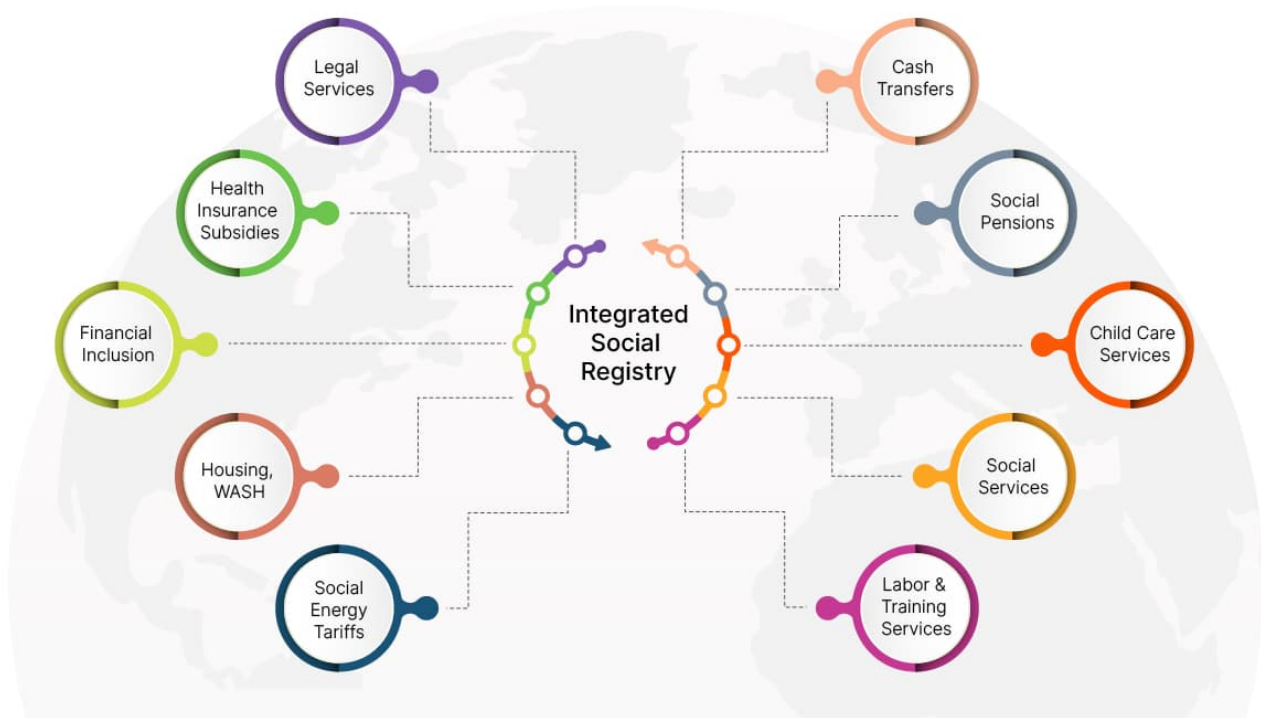 Legal
Services
Health
Insurance
Subsidies
Financial
Inclusion
Housing,
WASH
Social
Energy
Tariffs
Integrated
Social
Registry
Cash
Transfers
Social
Pensions
Child Care
Services
Social
Services
Labor &
Training
Services